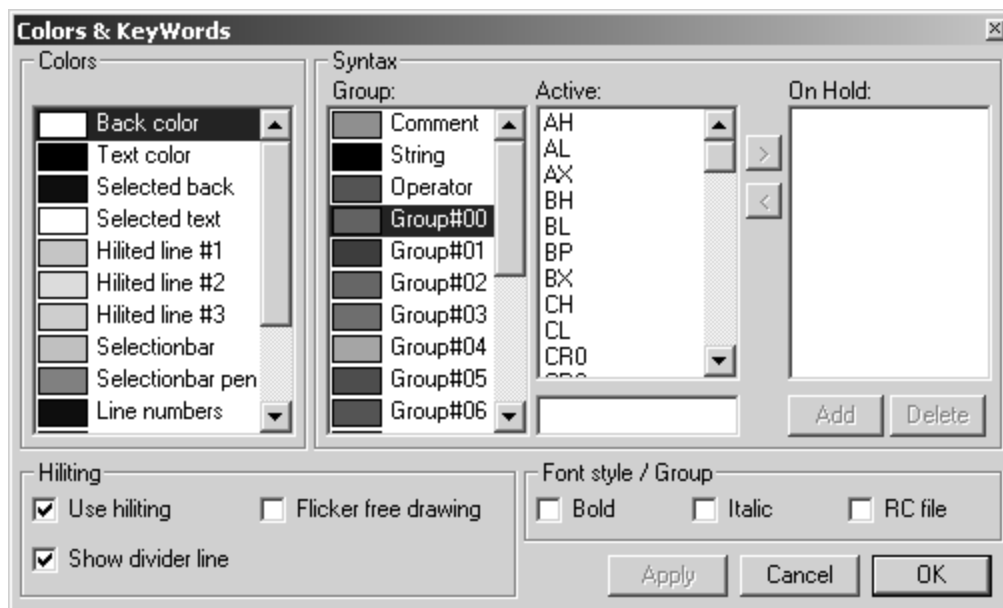 Colors & KeyWords
Colors
Back color
Text color
Selected back
Selected text
Hilited line #1
Hilited line #2
Hilited line #3
Selectionbar
Selectionbar pen
Line numbers
Syntax
Group:
Comment
String
Operator
Group#00
Group#01
Group#02
Group#03
Group#04
Group#05
Group#06
Active:
AH
AL
AX
BH
BL
BP
BX
CH
CL
CR0
>
<
On Hold:
Add
Delete
Hiliting
Use hiliting
Flicker free drawing
Show divider line
Font style / Group
Bold
Italic
RC file
Apply
Cancel
OK